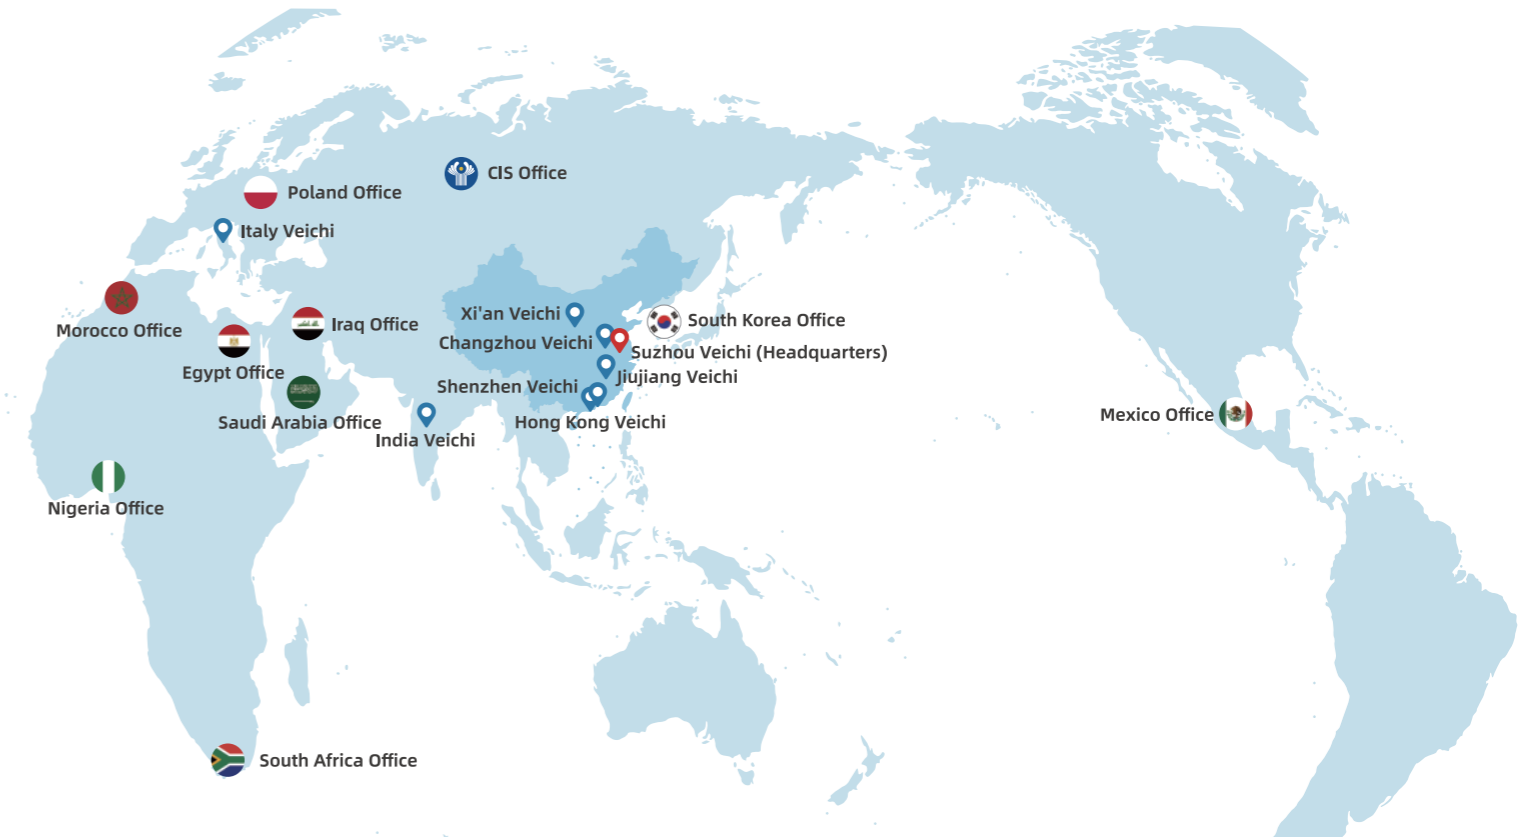 CIS Office
Poland Office
Italy Veichi
Xi'an Veichi
South Korea Office
Iraq Office
Morocco Office
Changzhou Veichi
Suzhou Veichi (Headquarters)
Egypt Office
Jiujiang Veichi
Shenzhen Veichi
Mexico Office
Saudi Arabia Office
Hong Kong Veichi
India Veichi
Nigeria Office
South Africa Office